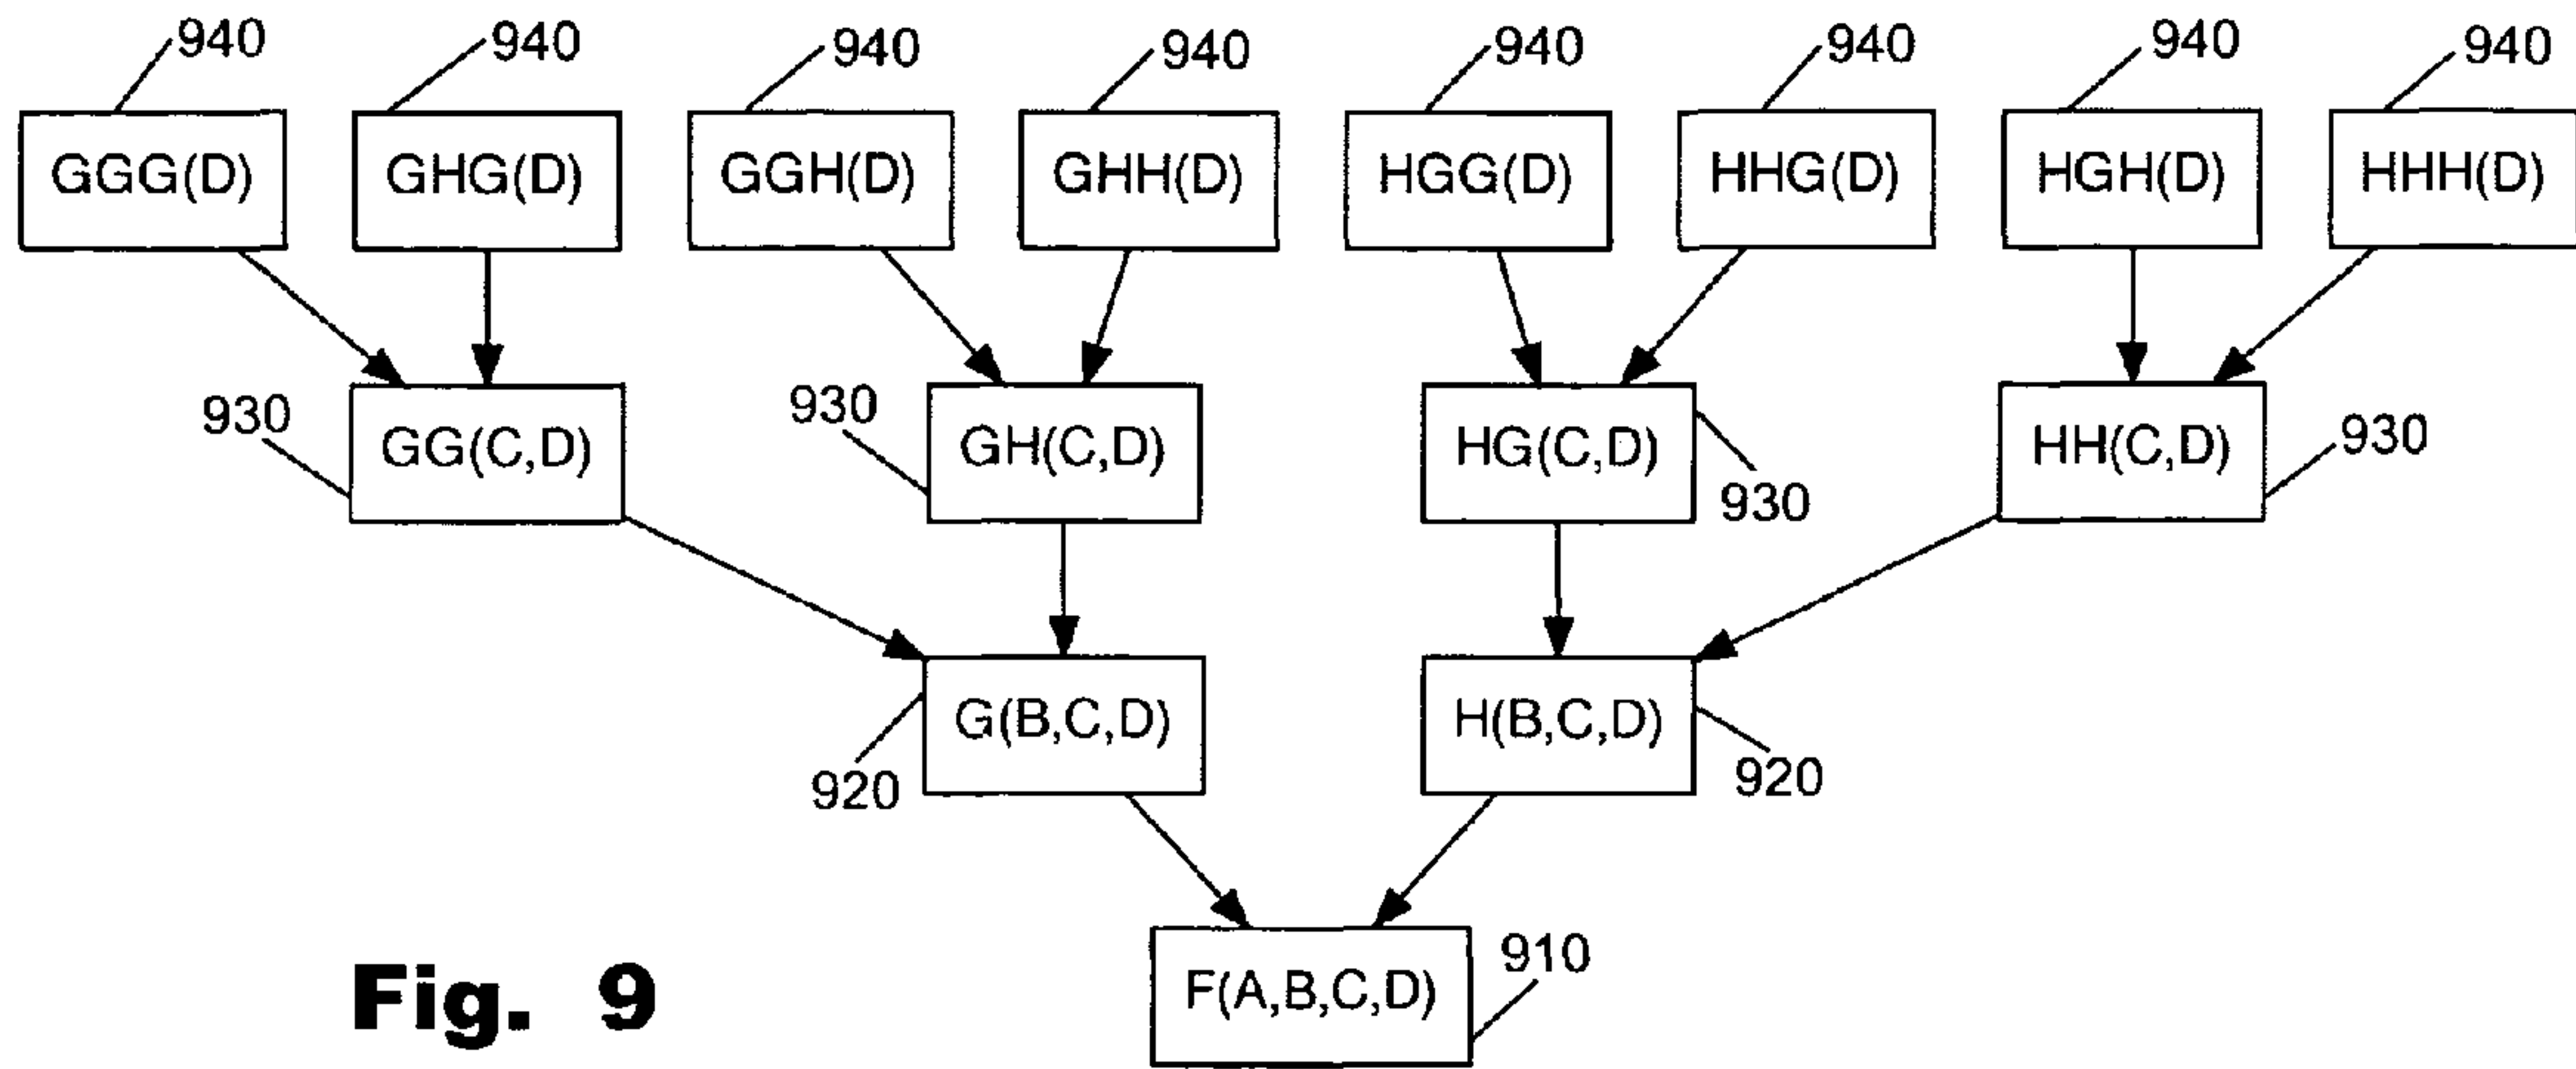 940 940 940 940 940 940 940 940
GGG(D) GHG(D) GGH(D) GHH(D) HGG(D) HHG(D) HGH(D) HHH(D)
930 GG(C,D) 930 GH(C,D) HG(C,D) 930 HH(C,D) 930
G(B,C,D) H(B,C,D)
920 920
F(A,B,C,D) 910
Fig. 9